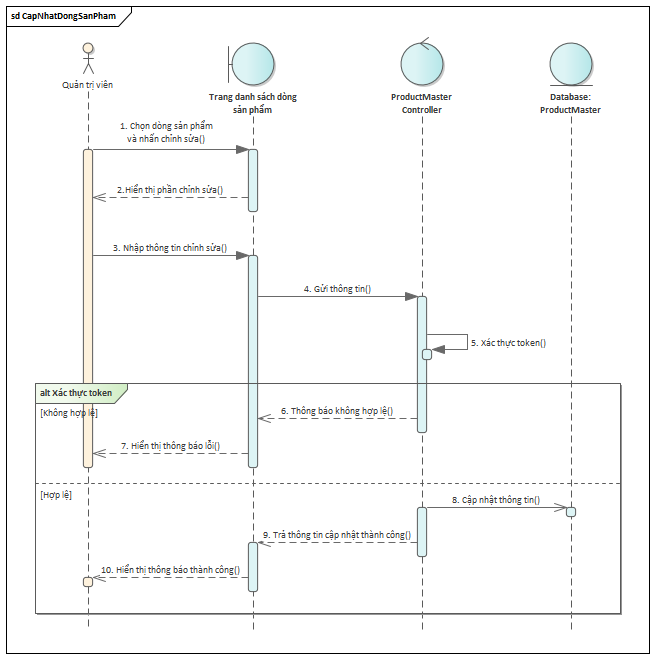 sd CapNhatDongSanPham
Quản trị viên
Trang danh sách dòng
sản phẩm
ProductMaster
Controller
Database:
ProductMaster
1. Chọn dòng sản phẩm
và nhấn chỉnh sửa()
2.Hiển thị phần chỉnh sửa()
3. Nhập thông tin chỉnh sửa()
4. Gửi thông tin()
5. Xác thực token()
alt Xác thực token
[Không hợp lệ]
6. Thông báo không hợp lệ()
7. Hiển thị thông báo lỗi()
[Hợp lệ]
8. Cập nhật thông tin()
9. Trả thông tin cập nhật thành công()
10. Hiển thị thông báo thành công()